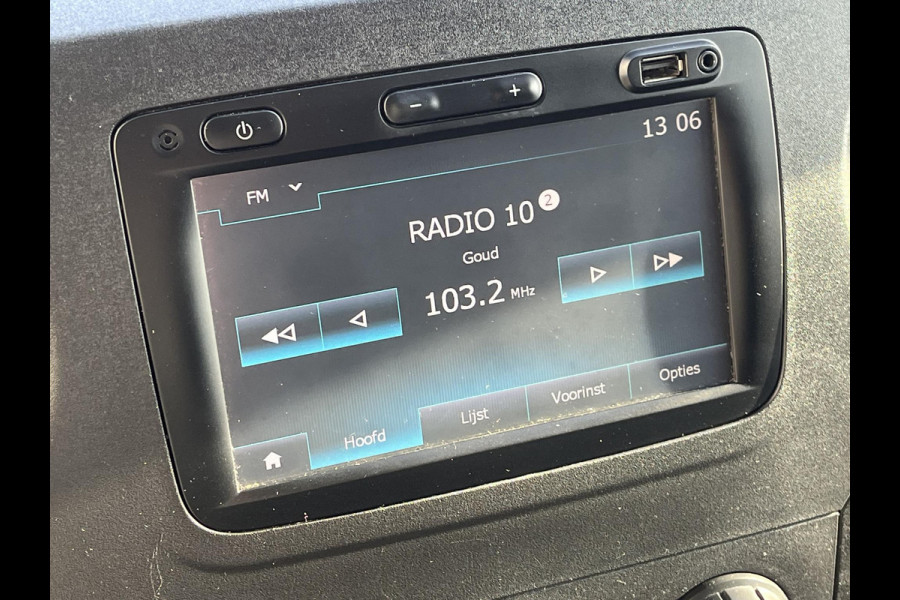 13 06
FM
RADIO 10 2
Goud
103.2 MHz
Hoofd
Lijst
Voorinst
Opties